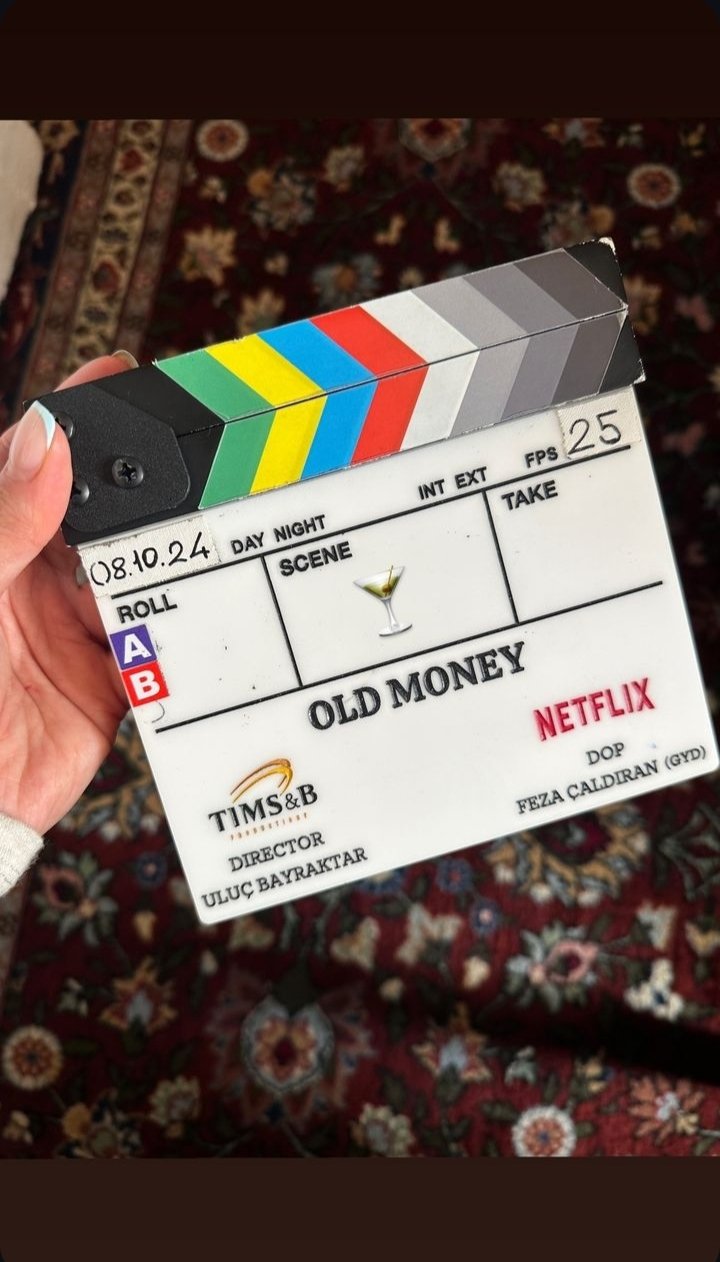 FPS 25
INT EXT
DAY NIGHT
08.10.24
ROLL
A
B
SCENE
TAKE
OLD MONEY
NETFLIX
TIMS&B
PRODUCTIONS
DIRECTOR
ULUÇ BAYRAKTAR
DOP
FEZA ÇALDIRAN (GYD)